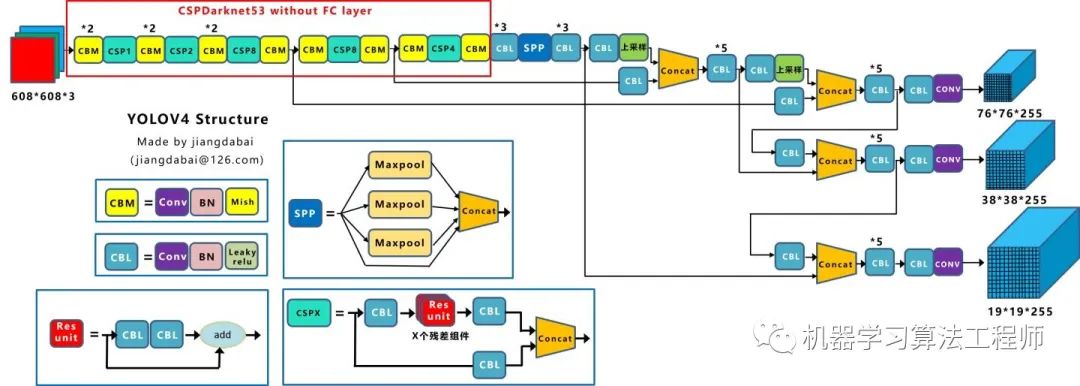 CSPDarknet53 without FC layer
*2 *2 *2 *3 *3
CBM CSP1 CBM CSP2 CBM CSP8 CBM CBM CSP8 CBM CBM CSP4 CBM CBL SPP CBL CBL 上采样
608*608*3
CBL Concat *5 CBL CBL 上采样
CBL Concat *5 CBL CBL CONV
76*76*255
YOLOV4 Structure
Made by jiangdabai
(jiangdabai@126.com)
CBL Concat *5 CBL CBL CONV
38*38*255
CBM = Conv BN Mish
CBL = Conv BN Leaky relu
SPP = Maxpool Maxpool Maxpool Concat
CBL Concat *5 CBL CBL CONV
19*19*255
Res unit = CBL CBL add
CSPX = CBL Res unit CBL
X个残差组件
CBL Concat
机器学习算法工程师